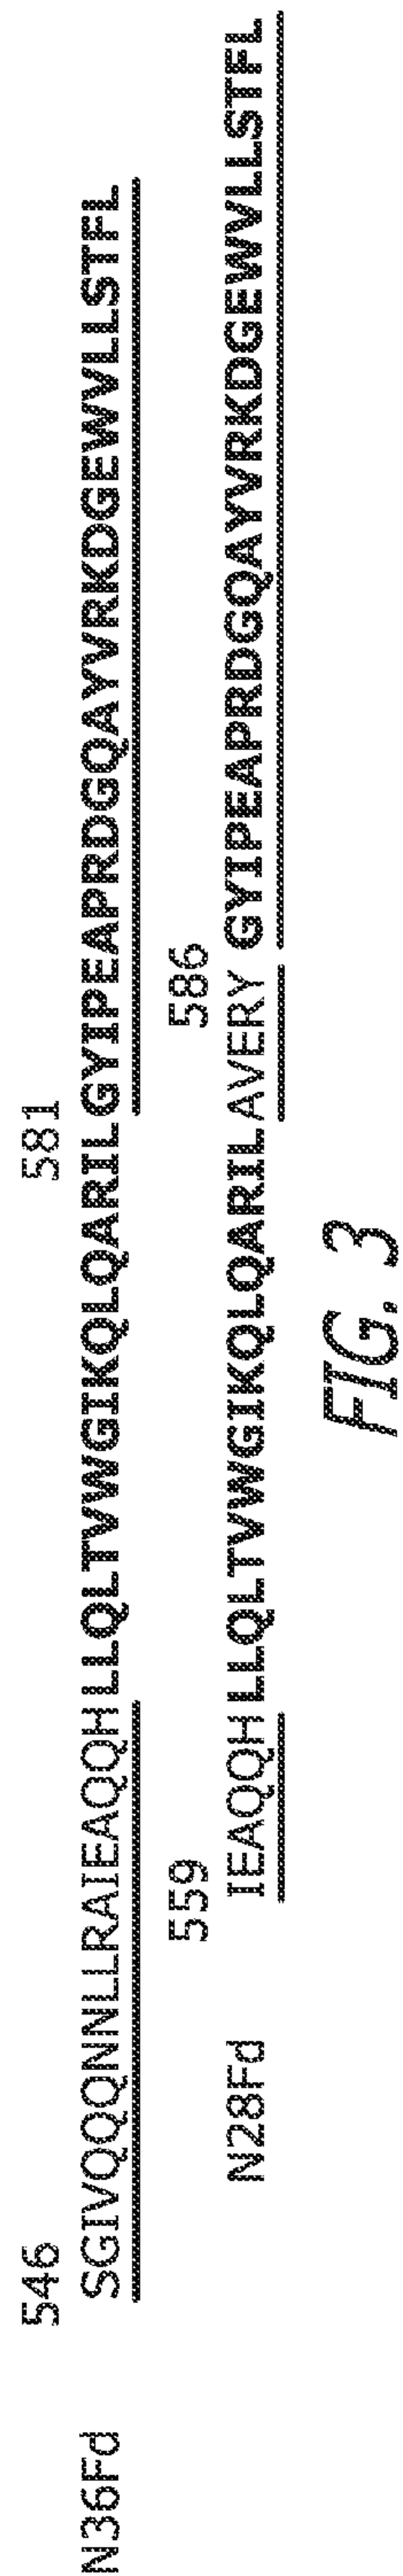 546 581
N36Fd SGIVQQQNNLLRAIEAQQHLLQLTVWGIKQLQARILGYIPEAPRDGQAYVRKDGEWVLLSTFL
559 586
N28Fd IEAQQHLLQLTVWGIKQLQARILAVERY GYIPEAPRDGQAYVRKDGEWVLLSTFL
FIG. 3